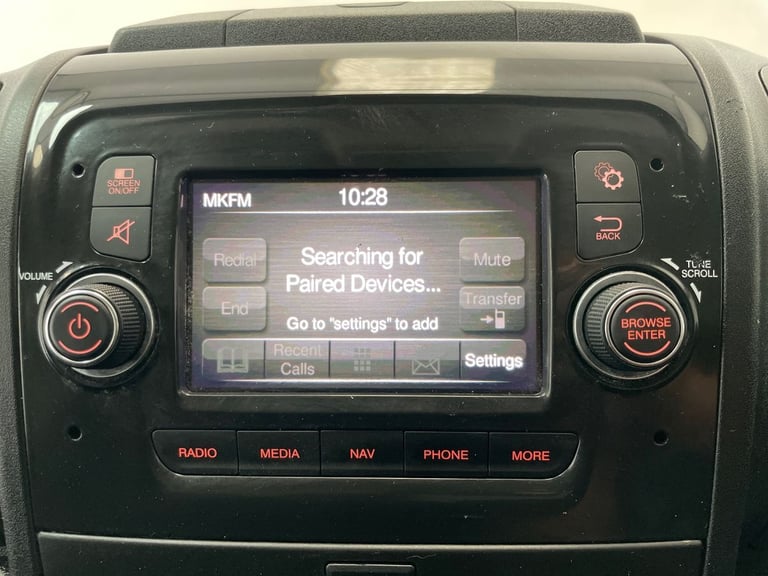 SCREEN
ON/OFF
VOLUME
MKFM
10:28
Redial
Searching for
Paired Devices...
Mute
End
Transfer
Go to "settings" to add
Recent
Calls
Settings
BACK
TUNE
SCROLL
BROWSE
ENTER
RADIO
MEDIA
NAV
PHONE
MORE